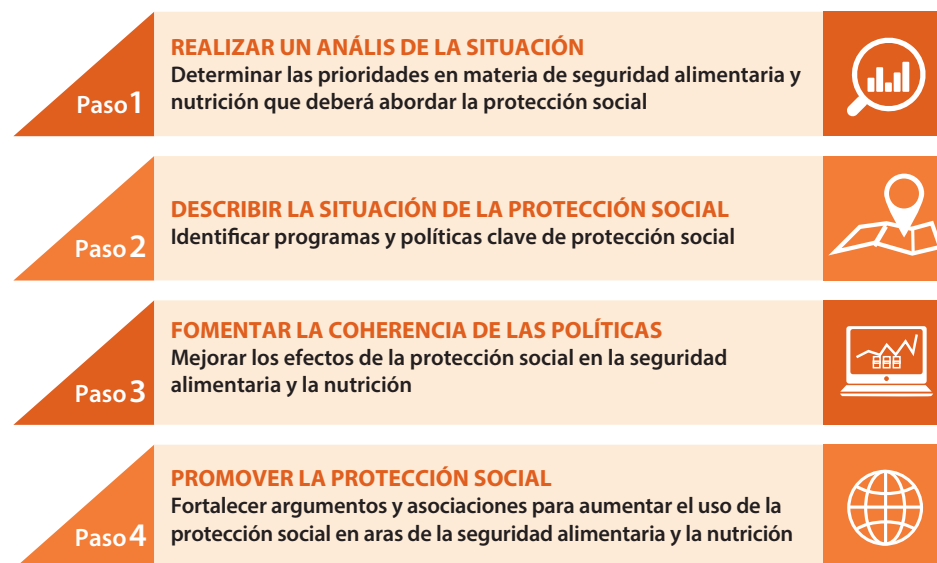 REALIZAR UN ANÁLIS DE LA SITUACIÓN
Determinar las prioridades en materia de seguridad alimentaria y
nutrición que deberá abordar la protección social
Paso 1
DESCRIBIR LA SITUACIÓN DE LA PROTECCIÓN SOCIAL
Identificar programas y políticas clave de protección social
Paso 2
FOMENTAR LA COHERENCIA DE LAS POLÍTICAS
Mejorar los efectos de la protección social en la seguridad
alimentaria y la nutrición
Paso 3
PROMOVER LA PROTECCIÓN SOCIAL
Fortalecer argumentos y asociaciones para aumentar el uso de la
protección social en aras de la seguridad alimentaria y la nutrición
Paso 4